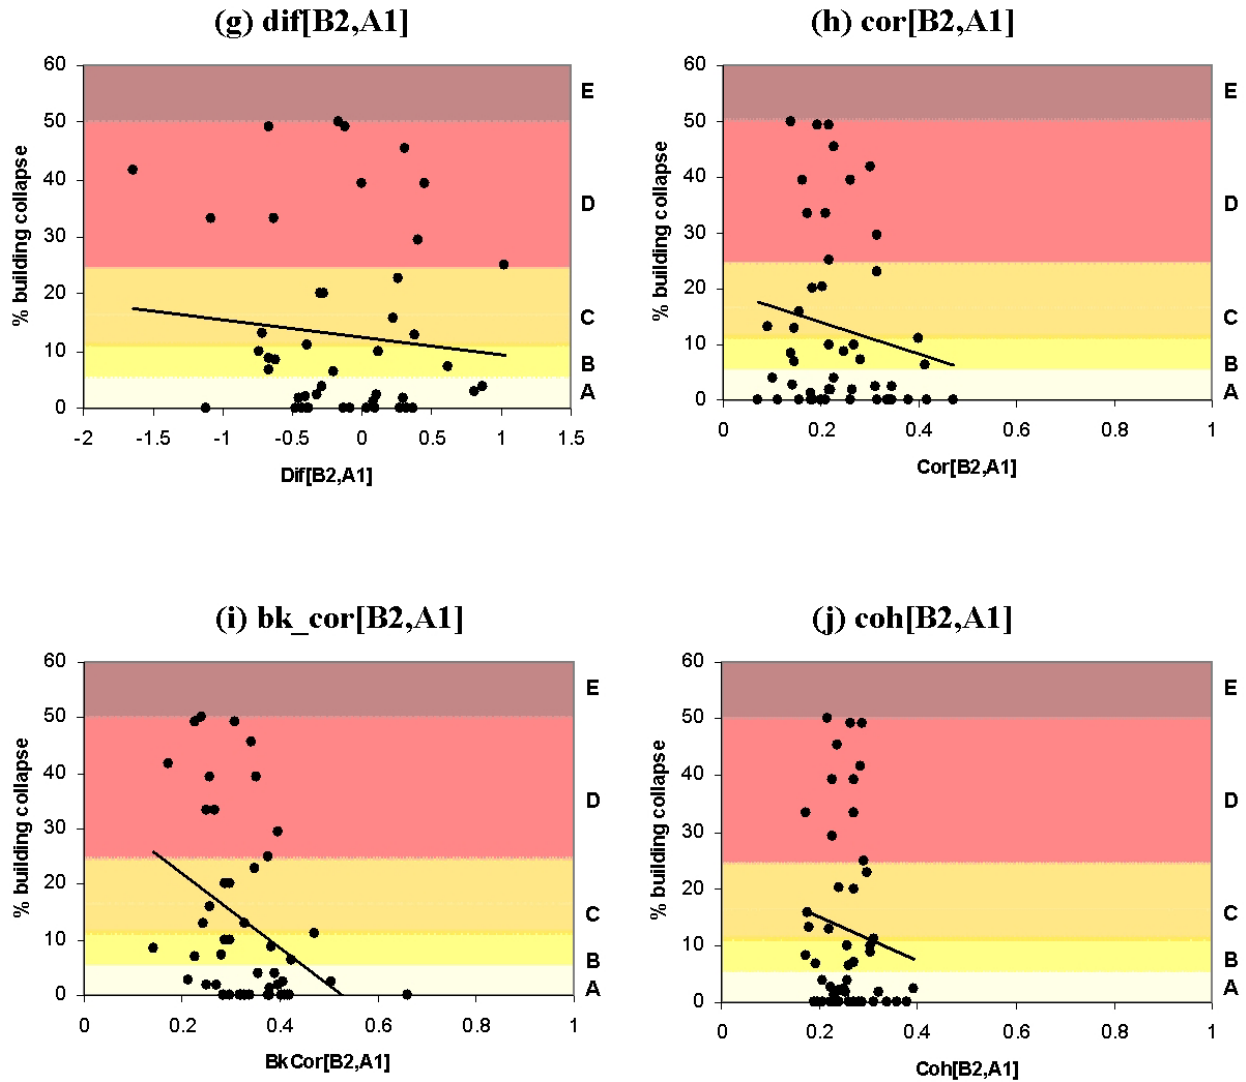 (g) dif[B2,A1]
60
50
40
30
20
10
0
% building collapse
E
D
C
B
A
-2 -1.5 -1 -0.5 0 0.5 1 1.5
Dif[B2,A1]
(h) cor[B2,A1]
60
50
40
30
20
10
0
% building collapse
E
D
C
B
A
0 0.2 0.4 0.6 0.8 1
Cor[B2,A1]
(i) bk_cor[B2,A1]
60
50
40
30
20
10
0
% building collapse
E
D
C
B
A
0 0.2 0.4 0.6 0.8 1
BkCor[B2,A1]
(j) coh[B2,A1]
60
50
40
30
20
10
0
% building collapse
E
D
C
B
A
0 0.2 0.4 0.6 0.8 1
Coh[B2,A1]